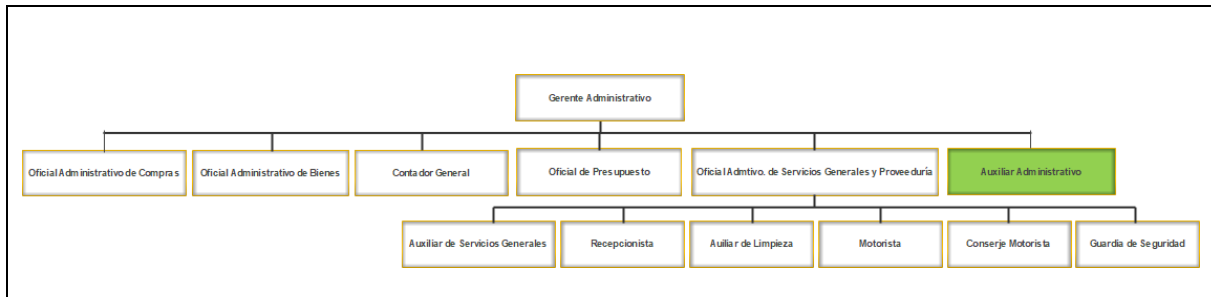 Gerente Administrativo
Oficial Administrativo de Compras
Oficial Administrativo de Bienes
Contador General
Oficial de Presupuesto
Oficial Admtivo. de Servicios Generales y Proveeduría
Auxiliar Administrativo
Auxiliar de Servicios Generales
Recepcionista
Auiliar de Limpieza
Motorista
Conserje Motorista
Guardia de Seguridad